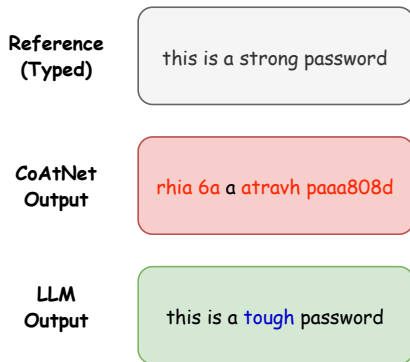 Reference
(Typed)
this is a strong password
CoAtNet
Output
rhia 6a a atravh paaa808d
LLM
Output
this is a tough password